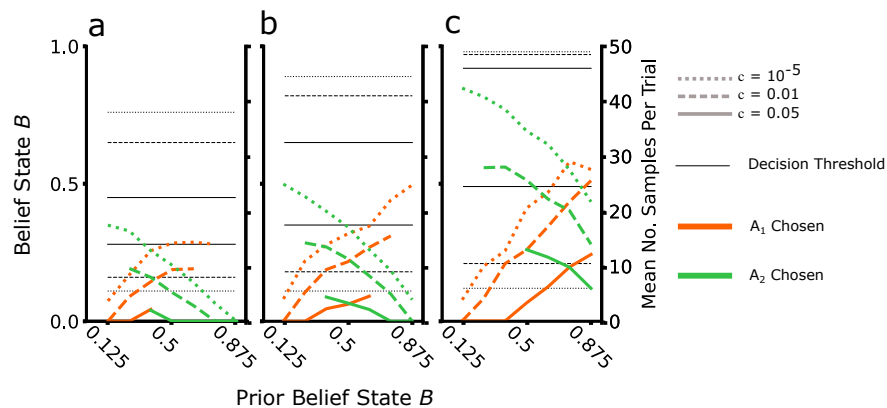 a
b
c
1.0
0.5
0.0
Belief State B
50
40
30
20
10
0
Mean No. Samples Per Trial
0.125
0.5
0.875
0.125
0.5
0.875
0.125
0.5
0.875
Prior Belief State B
c = 10⁻⁵
c = 0.01
c = 0.05
Decision Threshold
A₁ Chosen
A₂ Chosen